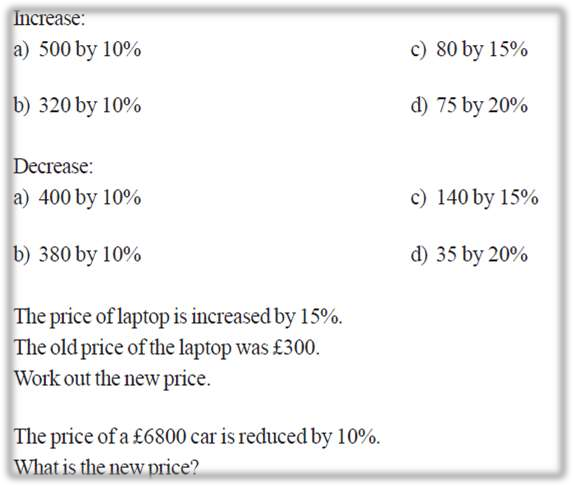 Increase:
a) 500 by 10%
c) 80 by 15%
b) 320 by 10%
d) 75 by 20%
Decrease:
a) 400 by 10%
c) 140 by 15%
b) 380 by 10%
d) 35 by 20%
The price of laptop is increased by 15%.
The old price of the laptop was £300.
Work out the new price.
The price of a £6800 car is reduced by 10%.
What is the new price?